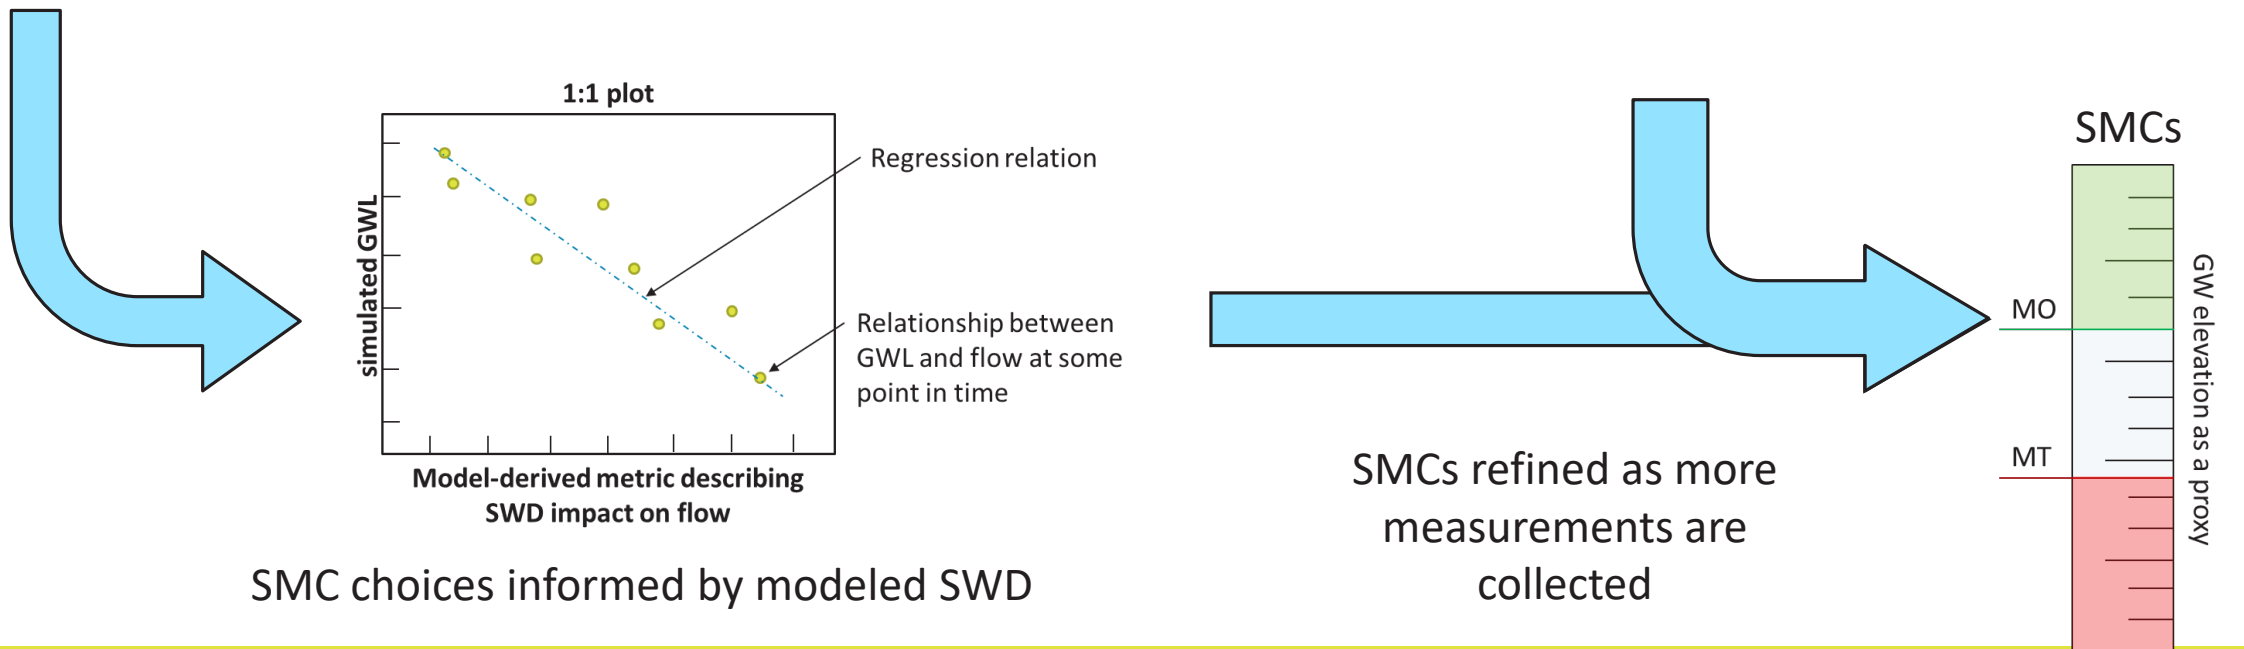 1:1 plot
simulated GWL
Regression relation
Relationship between
GWL and flow at some
point in time
Model-derived metric describing
SWD impact on flow
SMC choices informed by modeled SWD
SMCs refined as more
measurements are
collected
SMCs
MO
MT
GW elevation as a proxy